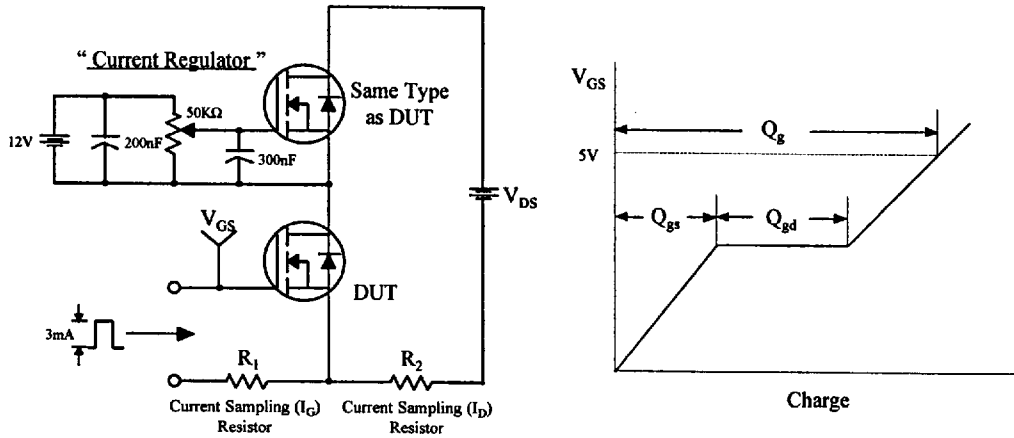 “ Current Regulator ”
12V
200nF
50KΩ
300nF
Same Type
as DUT
V_DS
V_GS
DUT
3mA
R_1
R_2
Current Sampling (I_G)
Resistor
Current Sampling (I_D)
Resistor
V_GS
Q_g
5V
Q_gs
Q_gd
Charge